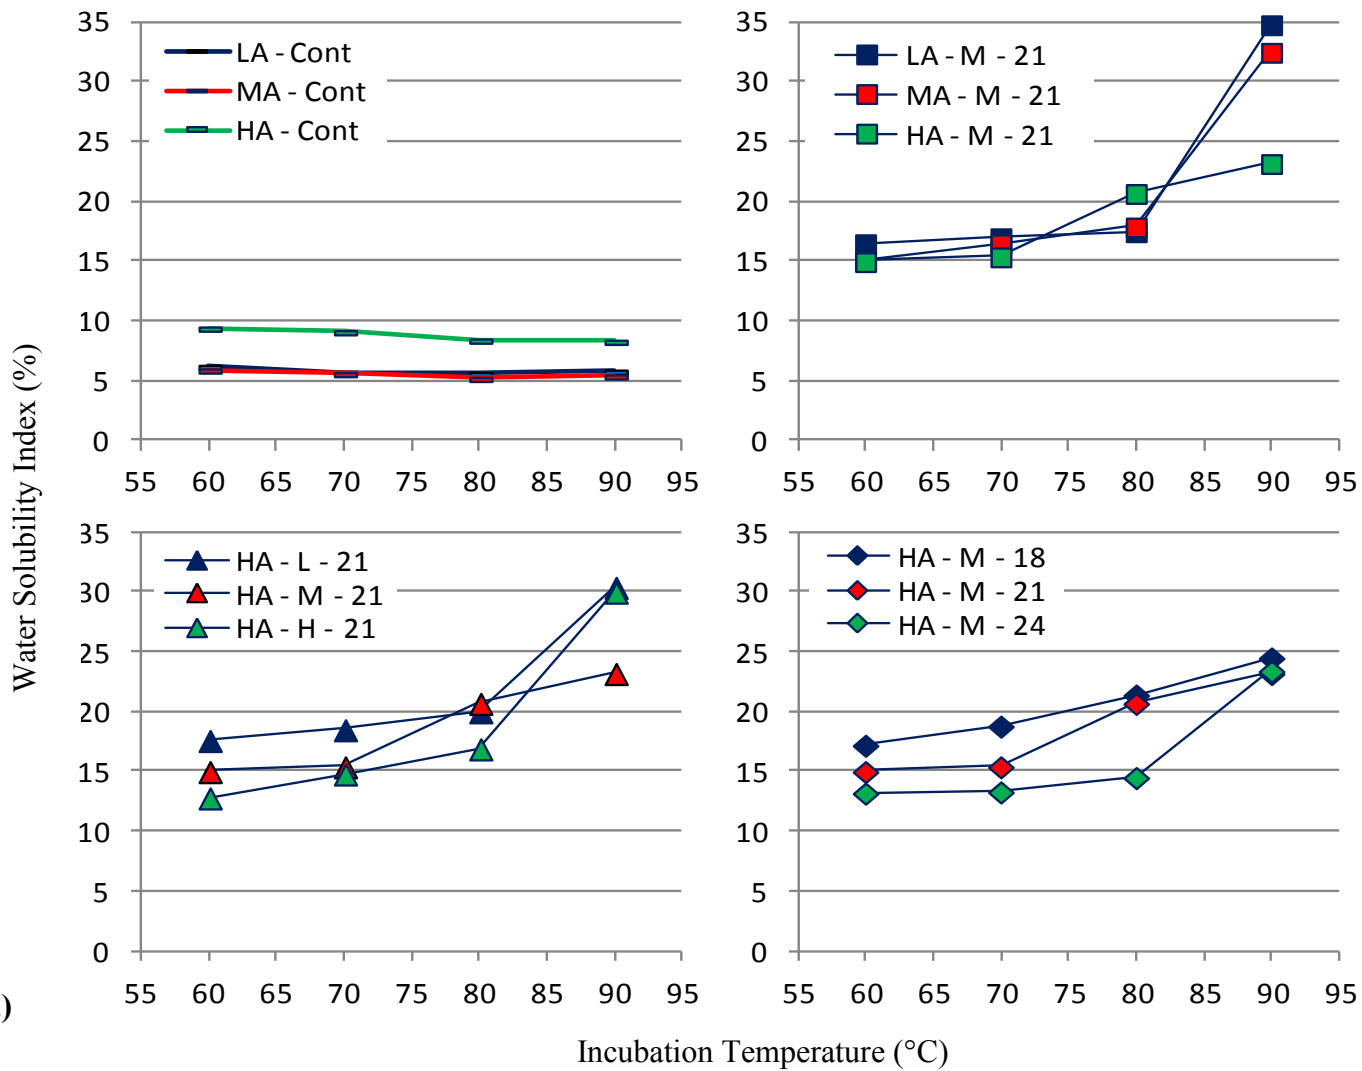 35
30
25
20
15
10
5
0
LA - Cont
MA - Cont
HA - Cont
55 60 65 70 75 80 85 90 95
35
30
25
20
15
10
5
0
LA - M - 21
MA - M - 21
HA - M - 21
55 60 65 70 75 80 85 90 95
Water Solubility Index (%)
35
30
25
20
15
10
5
0
HA - L - 21
HA - M - 21
HA - H - 21
55 60 65 70 75 80 85 90 95
35
30
25
20
15
10
5
0
HA - M - 18
HA - M - 21
HA - M - 24
55 60 65 70 75 80 85 90 95
)
Incubation Temperature (°C)